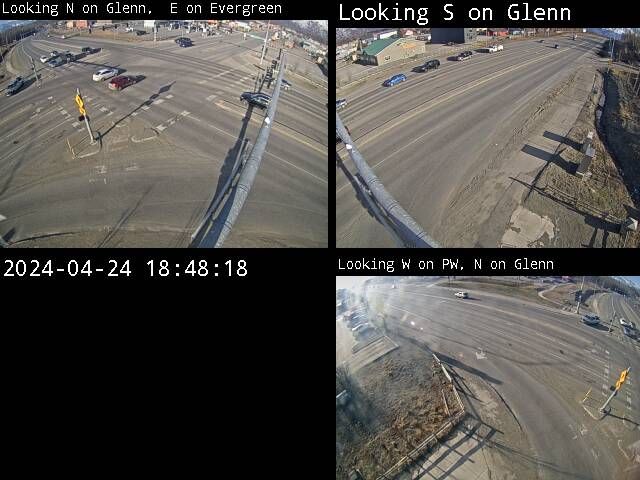 Looking N on Glenn, E on Evergreen
Looking S on Glenn
2024-04-24 18:48:18
Looking W on PW, N on Glenn